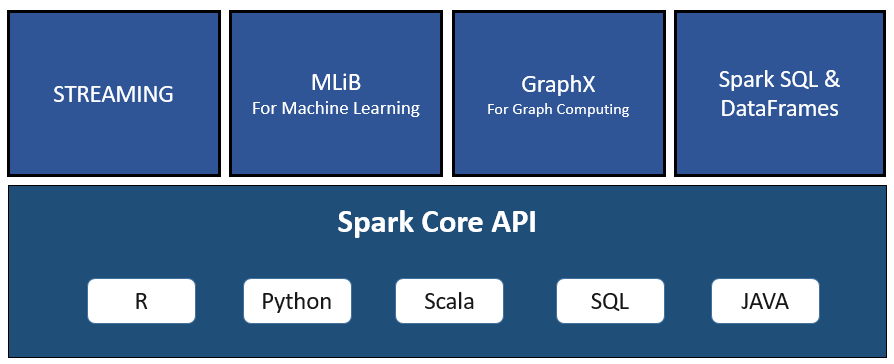 STREAMING
MLiB
For Machine Learning
GraphX
For Graph Computing
Spark SQL &
DataFrames
Spark Core API
R
Python
Scala
SQL
JAVA